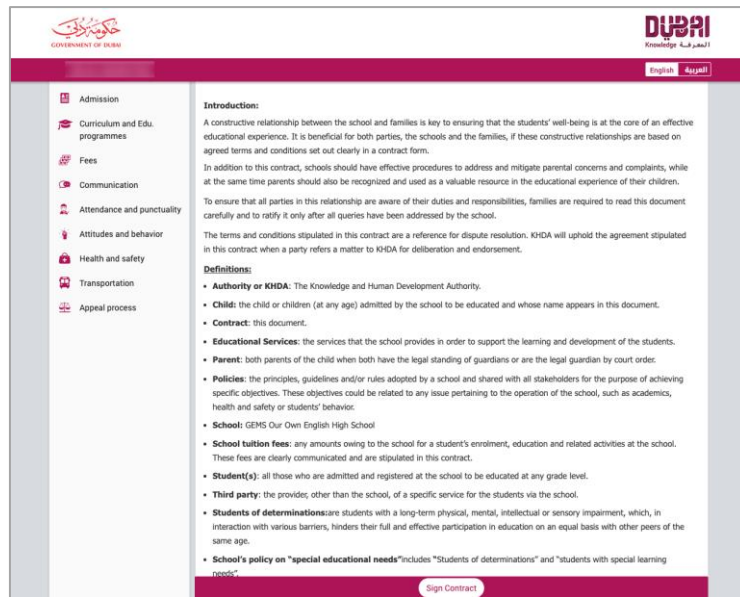 حكومة دبي
GOVERNMENT OF DUBAI
DUBAI
Knowledge المعرفة
English العربية
Admission
Curriculum and Edu.
programmes
Fees
Communication
Attendance and punctuality
Attitudes and behavior
Health and safety
Transportation
Appeal process
Introduction:
A constructive relationship between the school and families is key to ensuring that the students' well-being is at the core of an effective
educational experience. It is beneficial for both parties, the schools and the families, if these constructive relationships are based on
agreed terms and conditions set out clearly in a contract form.
In addition to this contract, schools should have effective procedures to address and mitigate parental concerns and complaints, while
at the same time parents should also be recognized and used as a valuable resource in the educational experience of their children.
To ensure that all parties in this relationship are aware of their duties and responsibilities, families are required to read this document
carefully and to ratify it only after all queries have been addressed by the school.
The terms and conditions stipulated in this contract are a reference for dispute resolution. KHDA will uphold the agreement stipulated
in this contract when a party refers a matter to KHDA for deliberation and endorsement.
Definitions:
• Authority or KHDA: The Knowledge and Human Development Authority.
• Child: the child or children (at any age) admitted by the school to be educated and whose name appears in this document.
• Contract: this document.
• Educational Services: the services that the school provides in order to support the learning and development of the students.
• Parent: both parents of the child when both have the legal standing of guardians or are the legal guardian by court order.
• Policies: the principles, guidelines and/or rules adopted by a school and shared with all stakeholders for the purpose of achieving
specific objectives. These objectives could be related to any issue pertaining to the operation of the school, such as academics,
health and safety or students' behavior.
• School: GEMS Our Own English High School
• School tuition fees: any amounts owing to the school for a student's enrolment, education and related activities at the school.
These fees are clearly communicated and are stipulated in this contract.
• Student(s): all those who are admitted and registered at the school to be educated at any grade level.
• Third party: the provider, other than the school, of a specific service for the students via the school.
• Students of determinations:are students with a long-term physical, mental, intellectual or sensory impairment, which, in
interaction with various barriers, hinders their full and effective participation in education on an equal basis with other peers of the
same age.
• School's policy on "special educational needs"includes "Students of determinations" and "students with special learning
needs".
Sign Contract